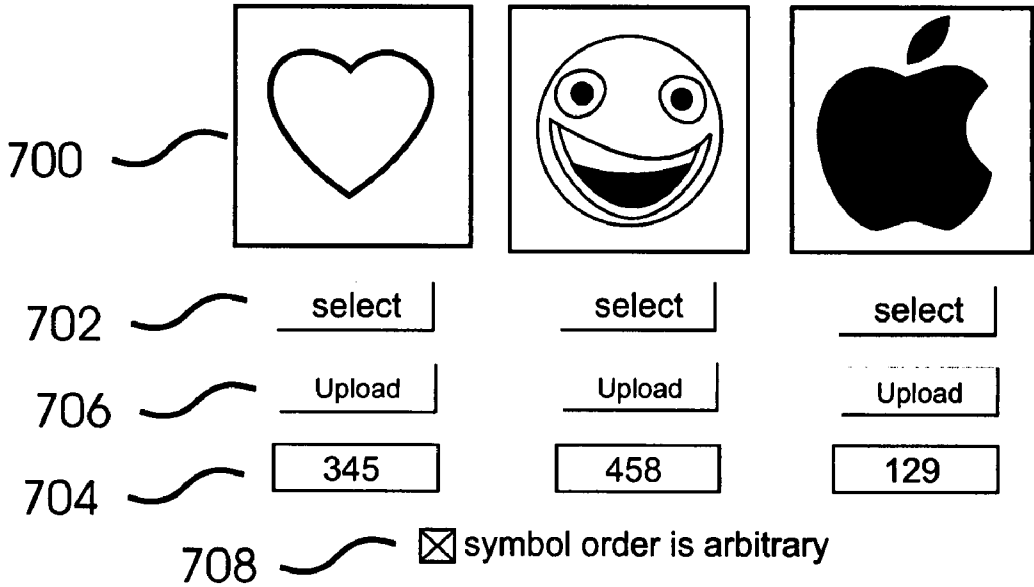 700
702 select select select
706 Upload Upload Upload
704 345 458 129
708 symbol order is arbitrary